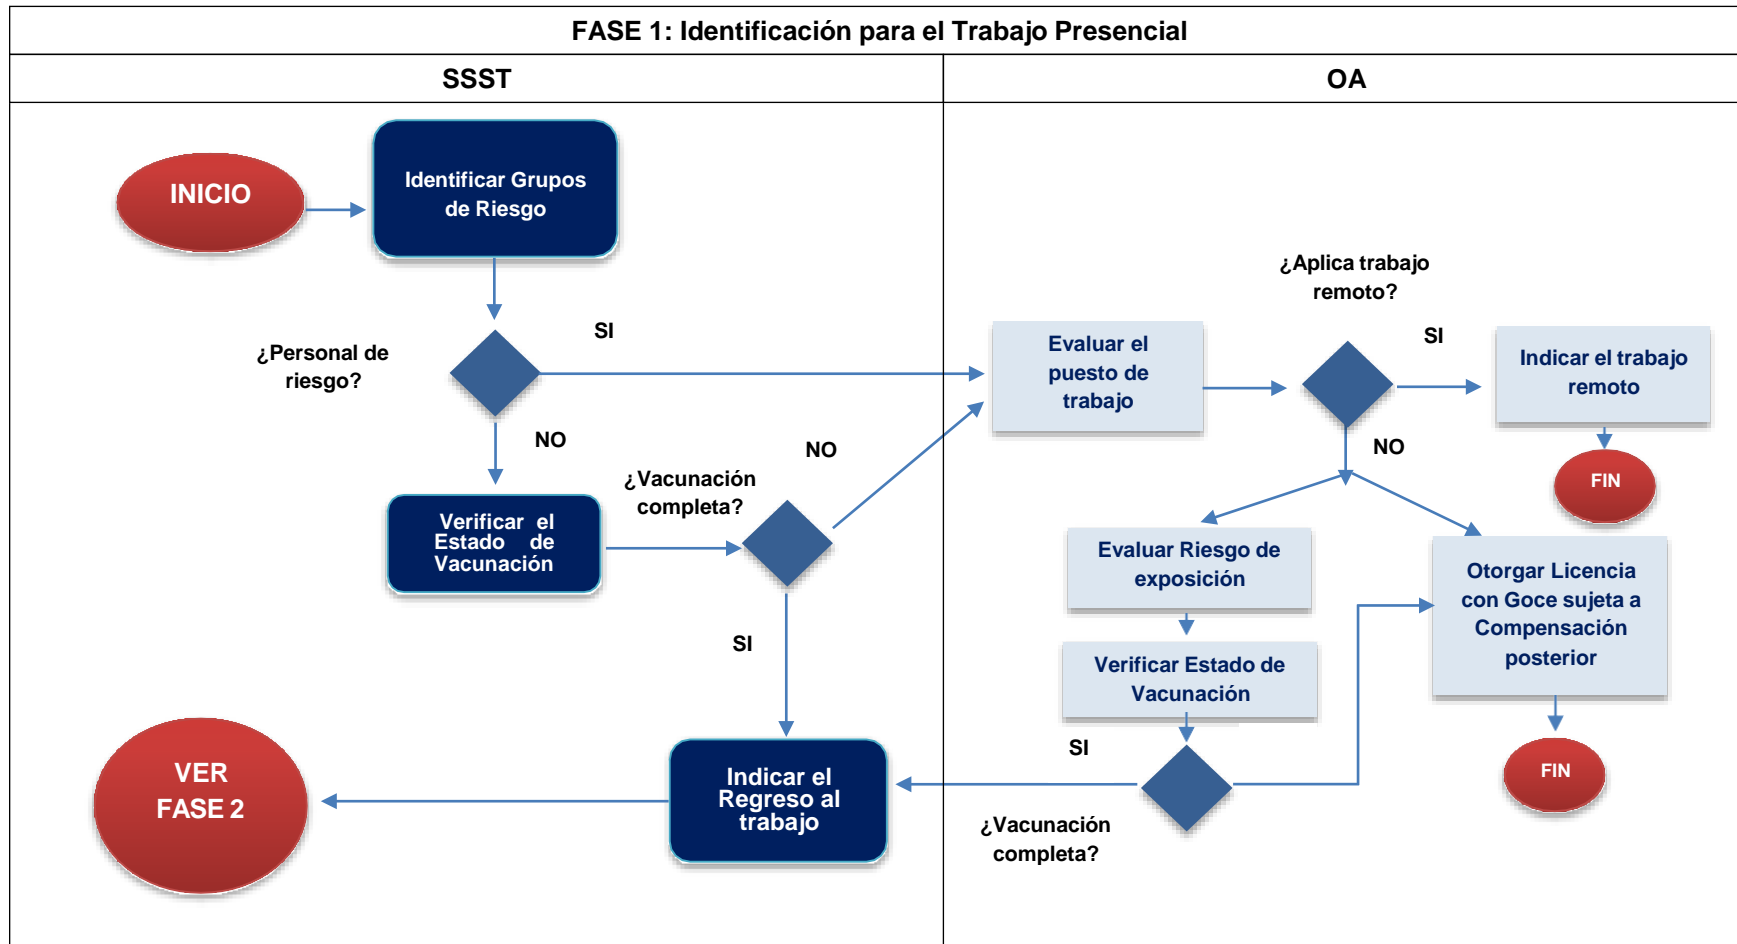 FASE 1: Identificación para el Trabajo Presencial
SSST
OA
INICIO
Identificar Grupos
de Riesgo
¿Personal de
riesgo?
SI
NO
Verificar el
Estado de
Vacunación
¿Vacunación
completa?
NO
SI
Indicar el
Regreso al
trabajo
VER
FASE 2
Evaluar el
puesto de
trabajo
¿Aplica trabajo
remoto?
SI
Indicar el trabajo
remoto
FIN
NO
Evaluar Riesgo de
exposición
Verificar Estado de
Vacunación
SI
¿Vacunación
completa?
Otorgar Licencia
con Goce sujeta a
Compensación
posterior
FIN